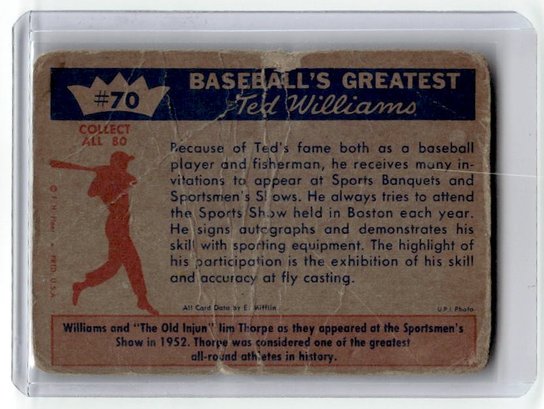 #70
BASEBALL'S GREATEST
Ted Williams
COLLECT
ALL 80
Because of Ted's fame both as a baseball
player and fisherman, he receives many in-
vitations to appear at Sports Banquets and
Sportsmen's Shows. He always tries to attend
the Sports Show held in Boston each year.
He signs autographs and demonstrates his
skill with sporting equipment. The highlight of
his participation is the exhibition of his skill
and accuracy at fly casting.
PRTD. U.S.A.
All Card Data by E. Mifflin
U.P.I Photo
Williams and "The Old Injun" Jim Thorpe as they appeared at the Sportsmen's
Show in 1952. Thorpe was considered one of the greatest
all-round athletes in history.